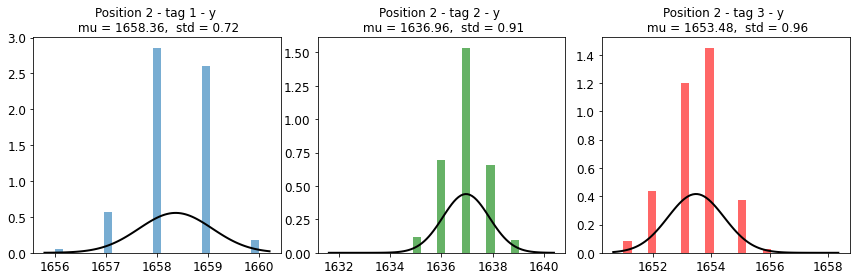 Position 2 - tag 1 - y
mu = 1658.36,  std = 0.72
3.0
2.5
2.0
1.5
1.0
0.5
0.0
1656 1657 1658 1659 1660
Position 2 - tag 2 - y
mu = 1636.96,  std = 0.91
1.50
1.25
1.00
0.75
0.50
0.25
0.00
1632 1634 1636 1638 1640
Position 2 - tag 3 - y
mu = 1653.48,  std = 0.96
1.4
1.2
1.0
0.8
0.6
0.4
0.2
0.0
1652 1654 1656 1658